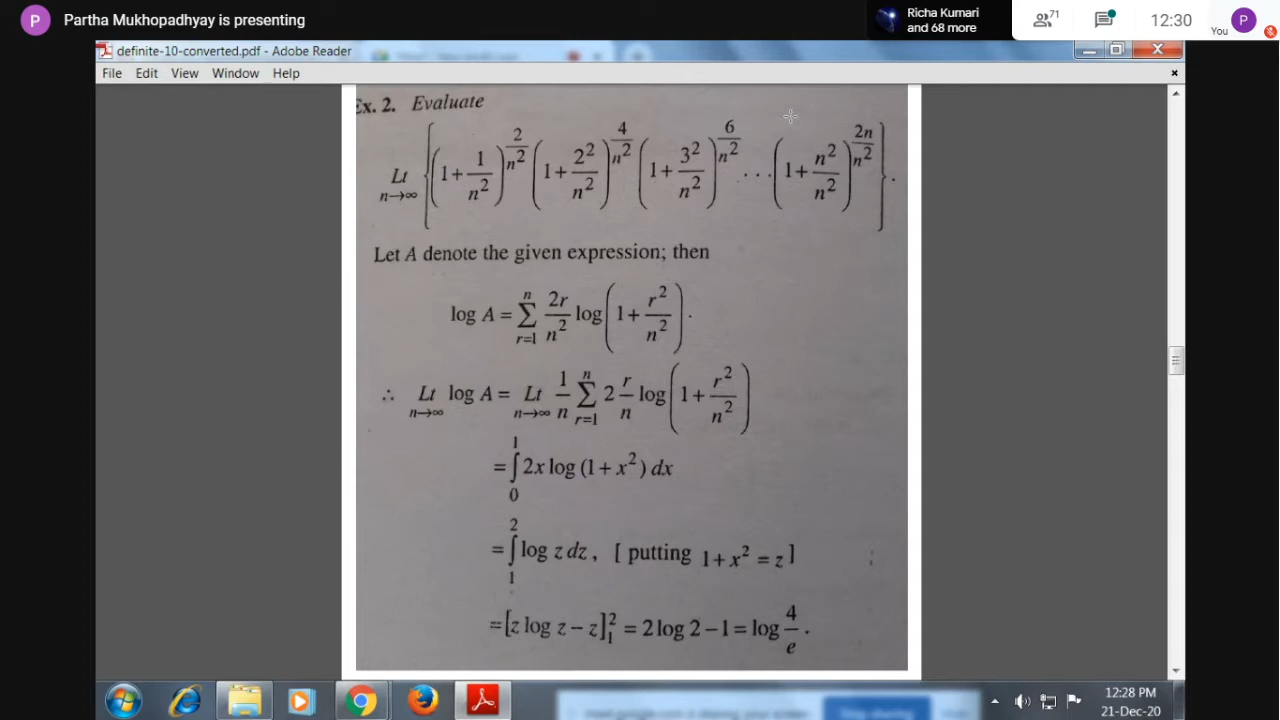 P Partha Mukhopadhyay is presenting
Richa Kumari
and 68 more
71
12:30
You
P
definite-10-converted.pdf - Adobe Reader
File Edit View Window Help
Ex. 2. Evaluate
Lt n→∞ {(1+1/n²)^(2/n²) (1+2²/n²)^(4/n²) (1+3²/n²)^(6/n²) ... (1+n²/n²)^(2n/n²)}.
Let A denote the given expression; then
log A = Σ_{r=1}^{n} 2r/n² log(1+r²/n²).
∴ Lt n→∞ log A = Lt n→∞ 1/n Σ_{r=1}^{n} 2 r/n log(1+r²/n²)
= ∫_0^1 2x log (1+x²) dx
= ∫_1^2 log z dz, [ putting 1+x² = z ]
= [z log z − z]_1^2 = 2 log 2 − 1 = log 4/e.
12:28 PM
21-Dec-20